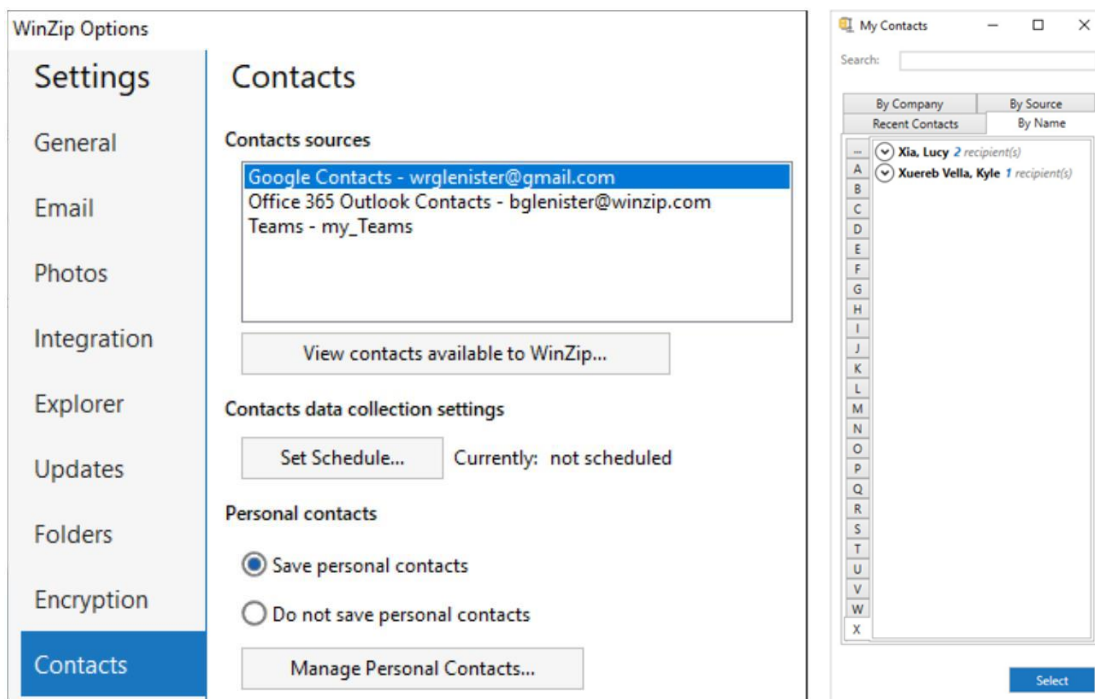 WinZip Options
Settings
General
Email
Photos
Integration
Explorer
Updates
Folders
Encryption
Contacts
Contacts
Contacts sources
Google Contacts - wrglenister@gmail.com
Office 365 Outlook Contacts - bglenister@winzip.com
Teams - my_Teams
View contacts available to WinZip...
Contacts data collection settings
Set Schedule... Currently: not scheduled
Personal contacts
Save personal contacts
Do not save personal contacts
Manage Personal Contacts...
My Contacts
Search:
By Company By Source
Recent Contacts By Name
...
A
B
C
D
E
F
G
H
I
J
K
L
M
N
O
P
Q
R
S
T
U
V
W
X
Xia, Lucy 2 recipient(s)
Xuereb Vella, Kyle 1 recipient(s)
Select